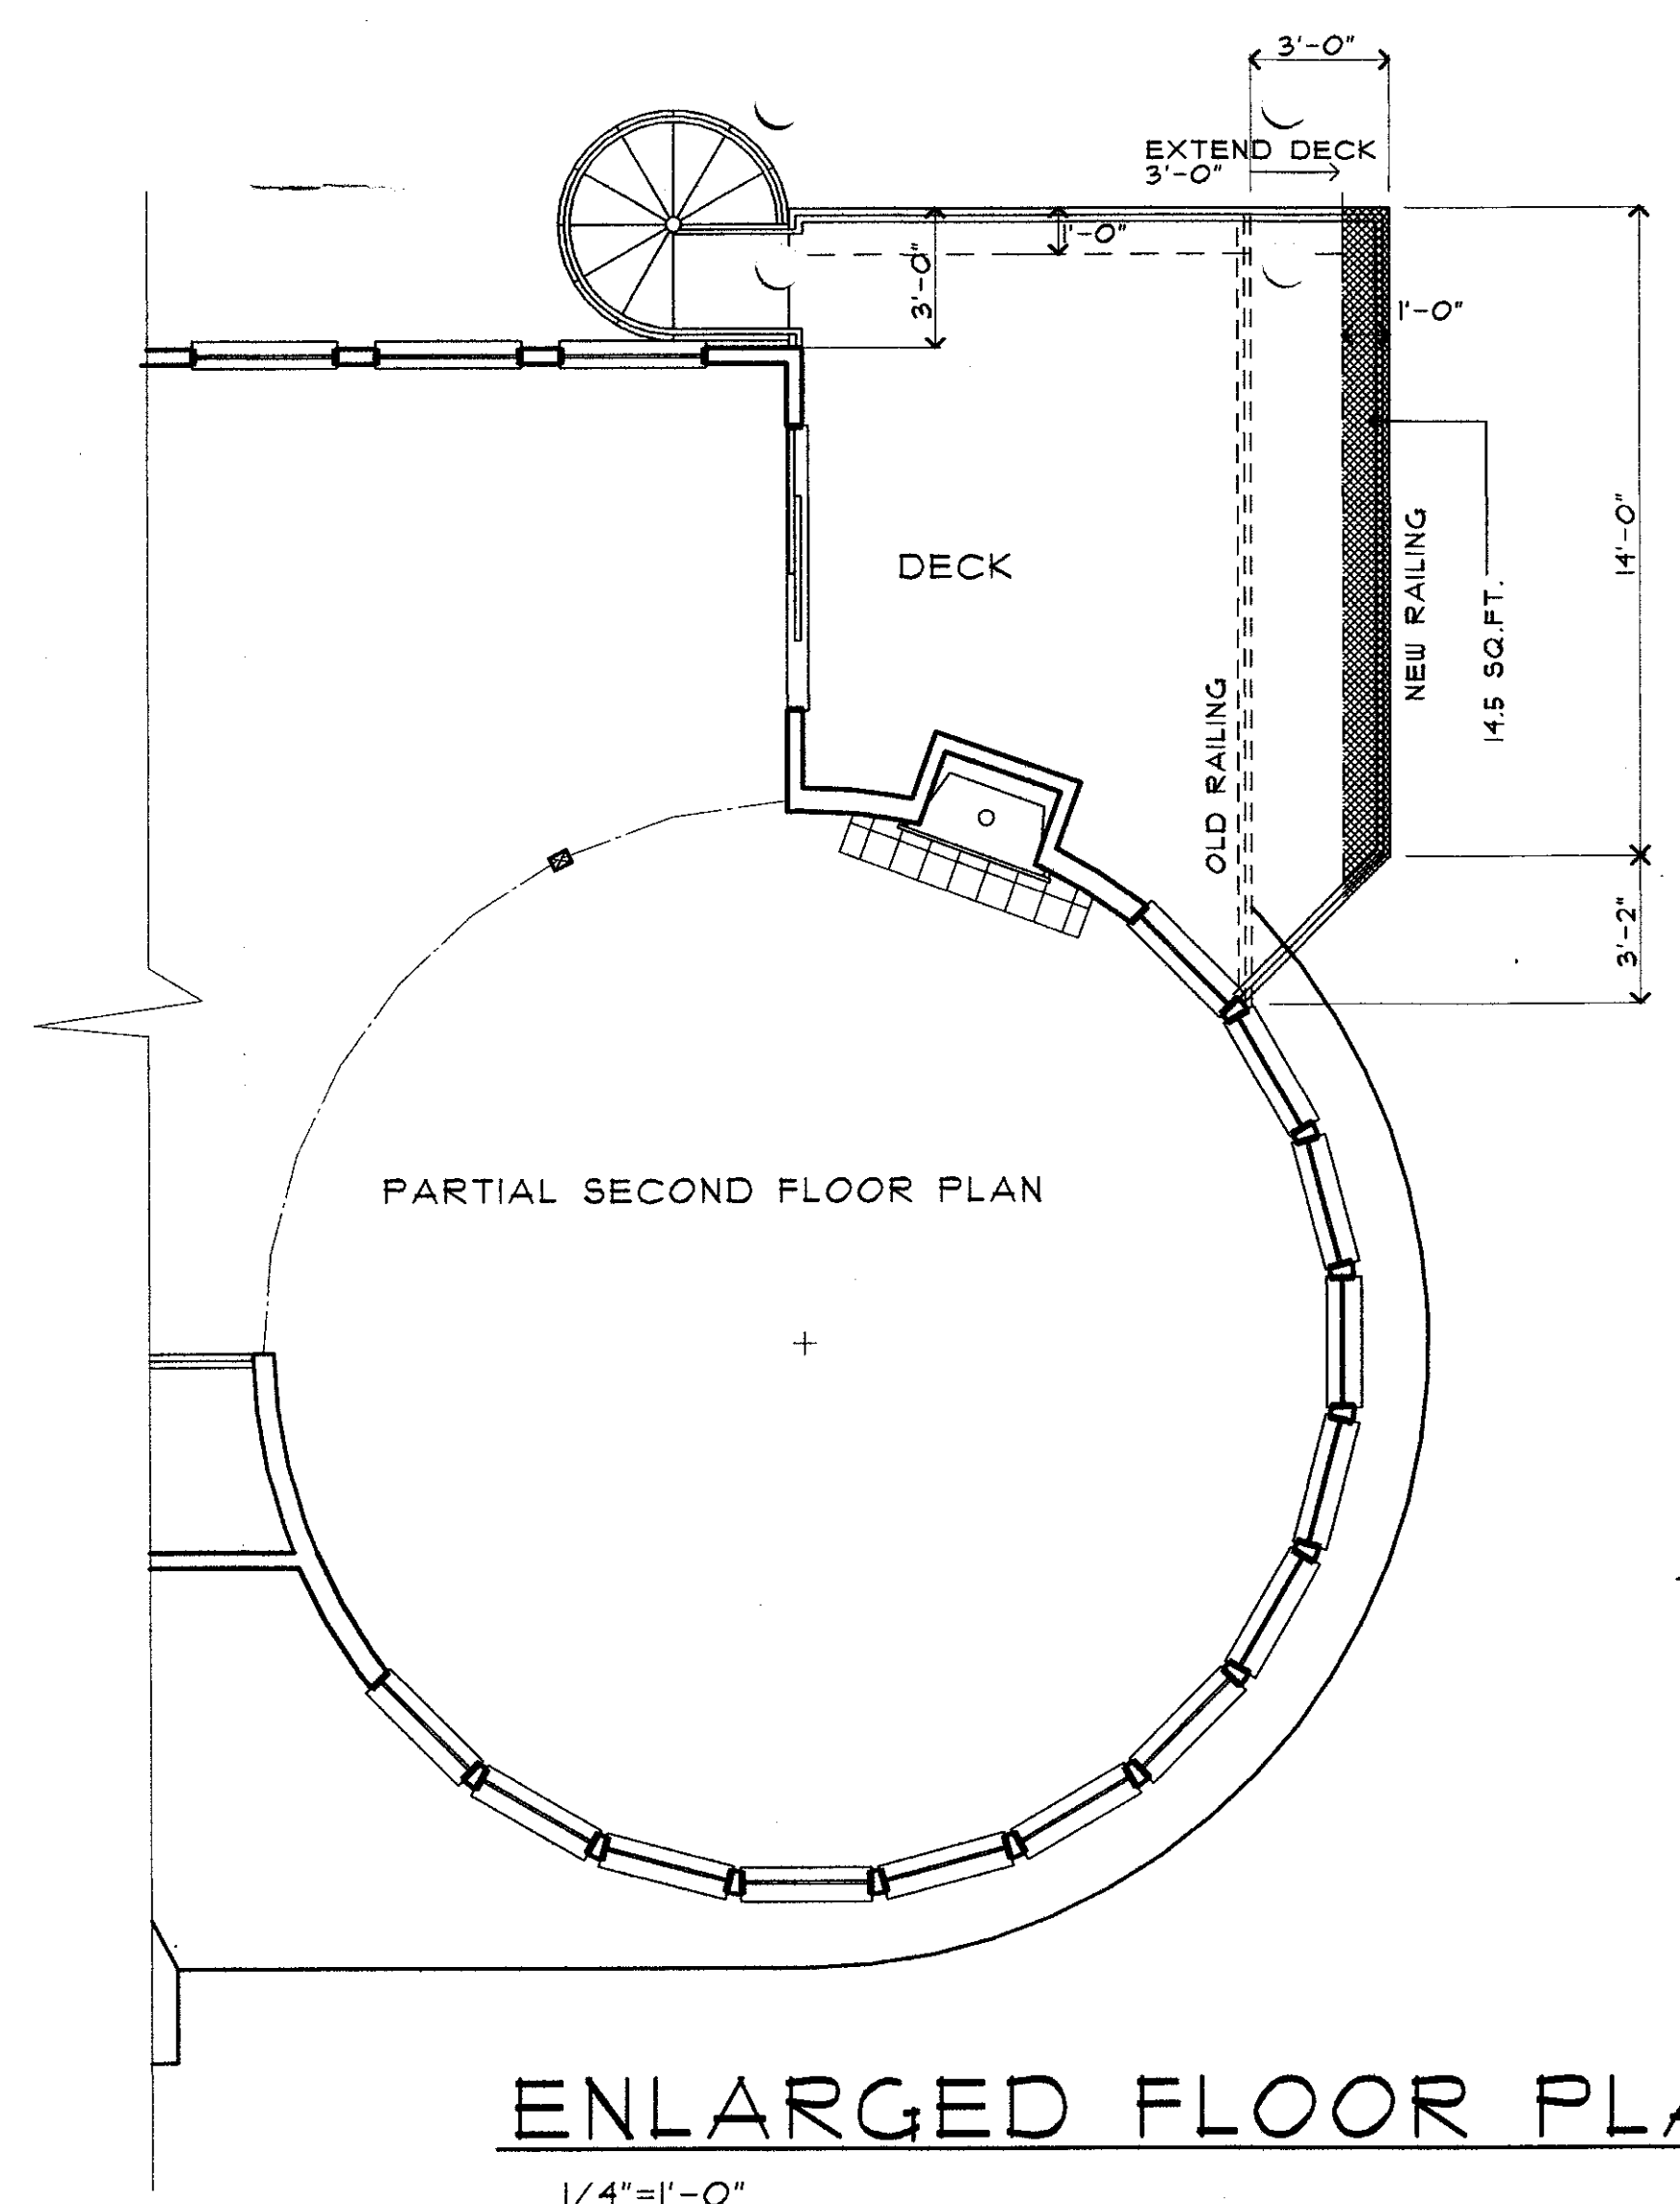 3'-0"
EXTEND DECK
3'-0"
1'-0"
3'-0"
1'-0"
14'-0"
DECK
NEW RAILING
14.5 SQ.FT.
OLD RAILING
3'-2"
PARTIAL SECOND FLOOR PLAN
ENLARGED FLOOR PLA
1/4"=1'-0"